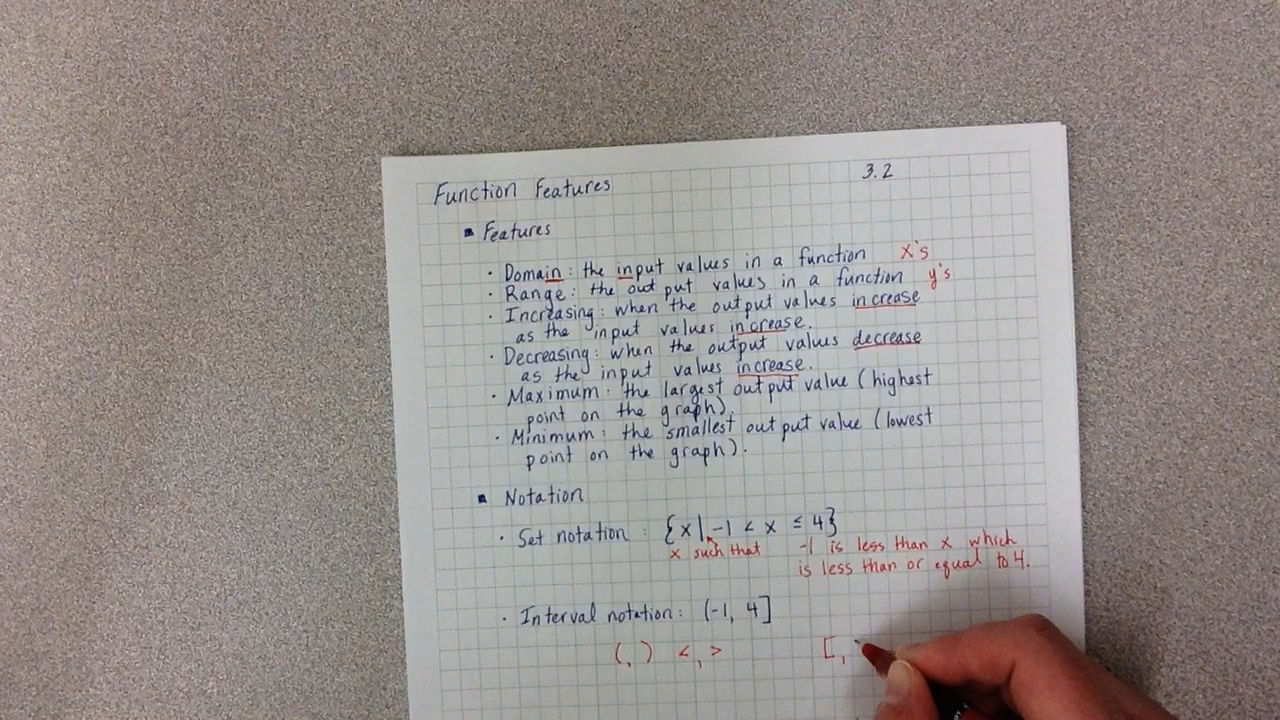 Function Features 3.2
▪ Features
· Domain: the input values in a function x's
· Range: the output values in a function y's
· Increasing: when the output values increase
as the input values increase.
· Decreasing: when the output values decrease
as the input values increase.
· Maximum: the largest output value (highest
point on the graph).
· Minimum: the smallest output value (lowest
point on the graph).
▪ Notation
· Set notation: {x|-1 < x ≤ 4}
x such that -1 is less than x which
is less than or equal to 4.
· Interval notation: (-1, 4]
( , ) < , > [ ,